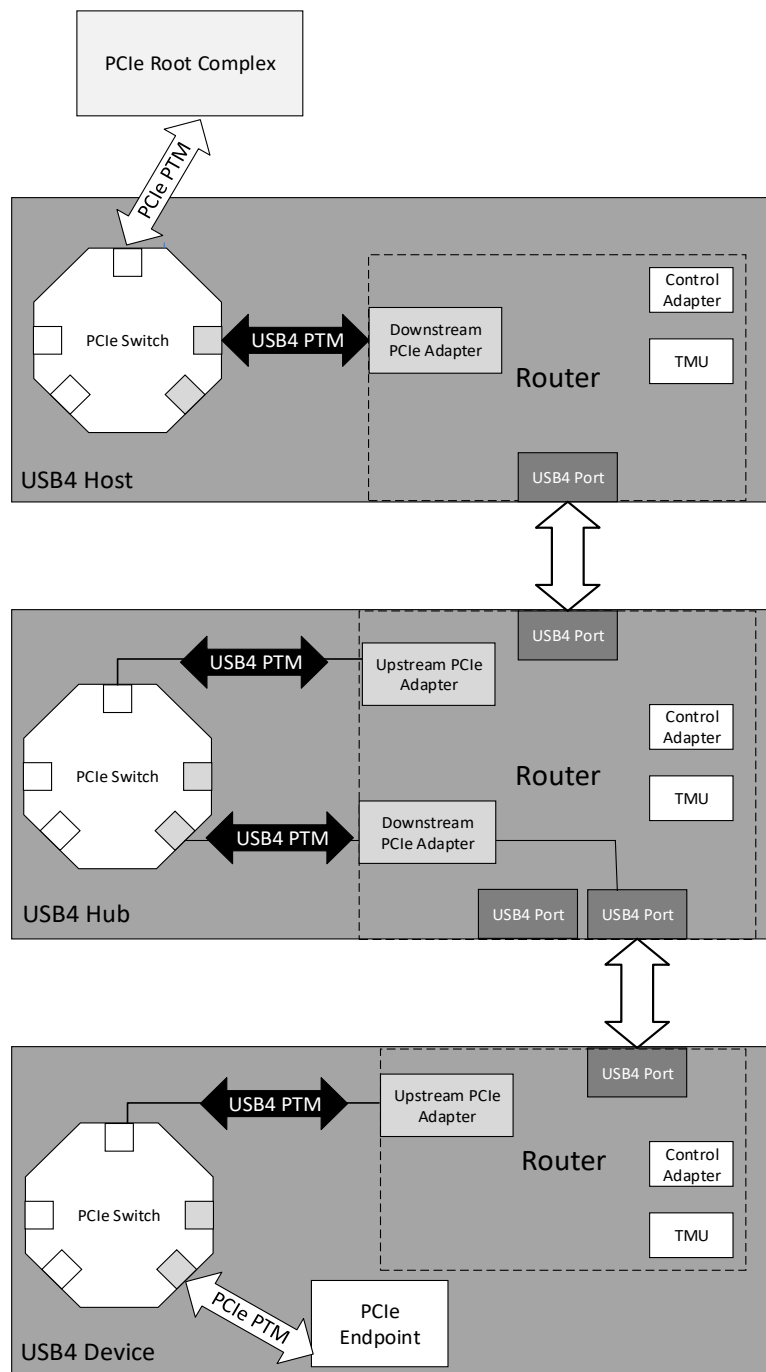 PCIe Root Complex
PCIe PTM
Control
Adapter
Downstream
PCIe Adapter
USB4 PTM
PCIe Switch
TMU
Router
USB4 Host
USB4 Port
USB4 Port
USB4 PTM
Upstream PCIe
Adapter
Control
Adapter
PCIe Switch
Router
TMU
USB4 PTM
Downstream
PCIe Adapter
USB4 Hub
USB4 Port
USB4 Port
USB4 Port
USB4 PTM
Upstream PCIe
Adapter
Router
Control
Adapter
PCIe Switch
TMU
PCIe PTM
PCIe
Endpoint
USB4 Device